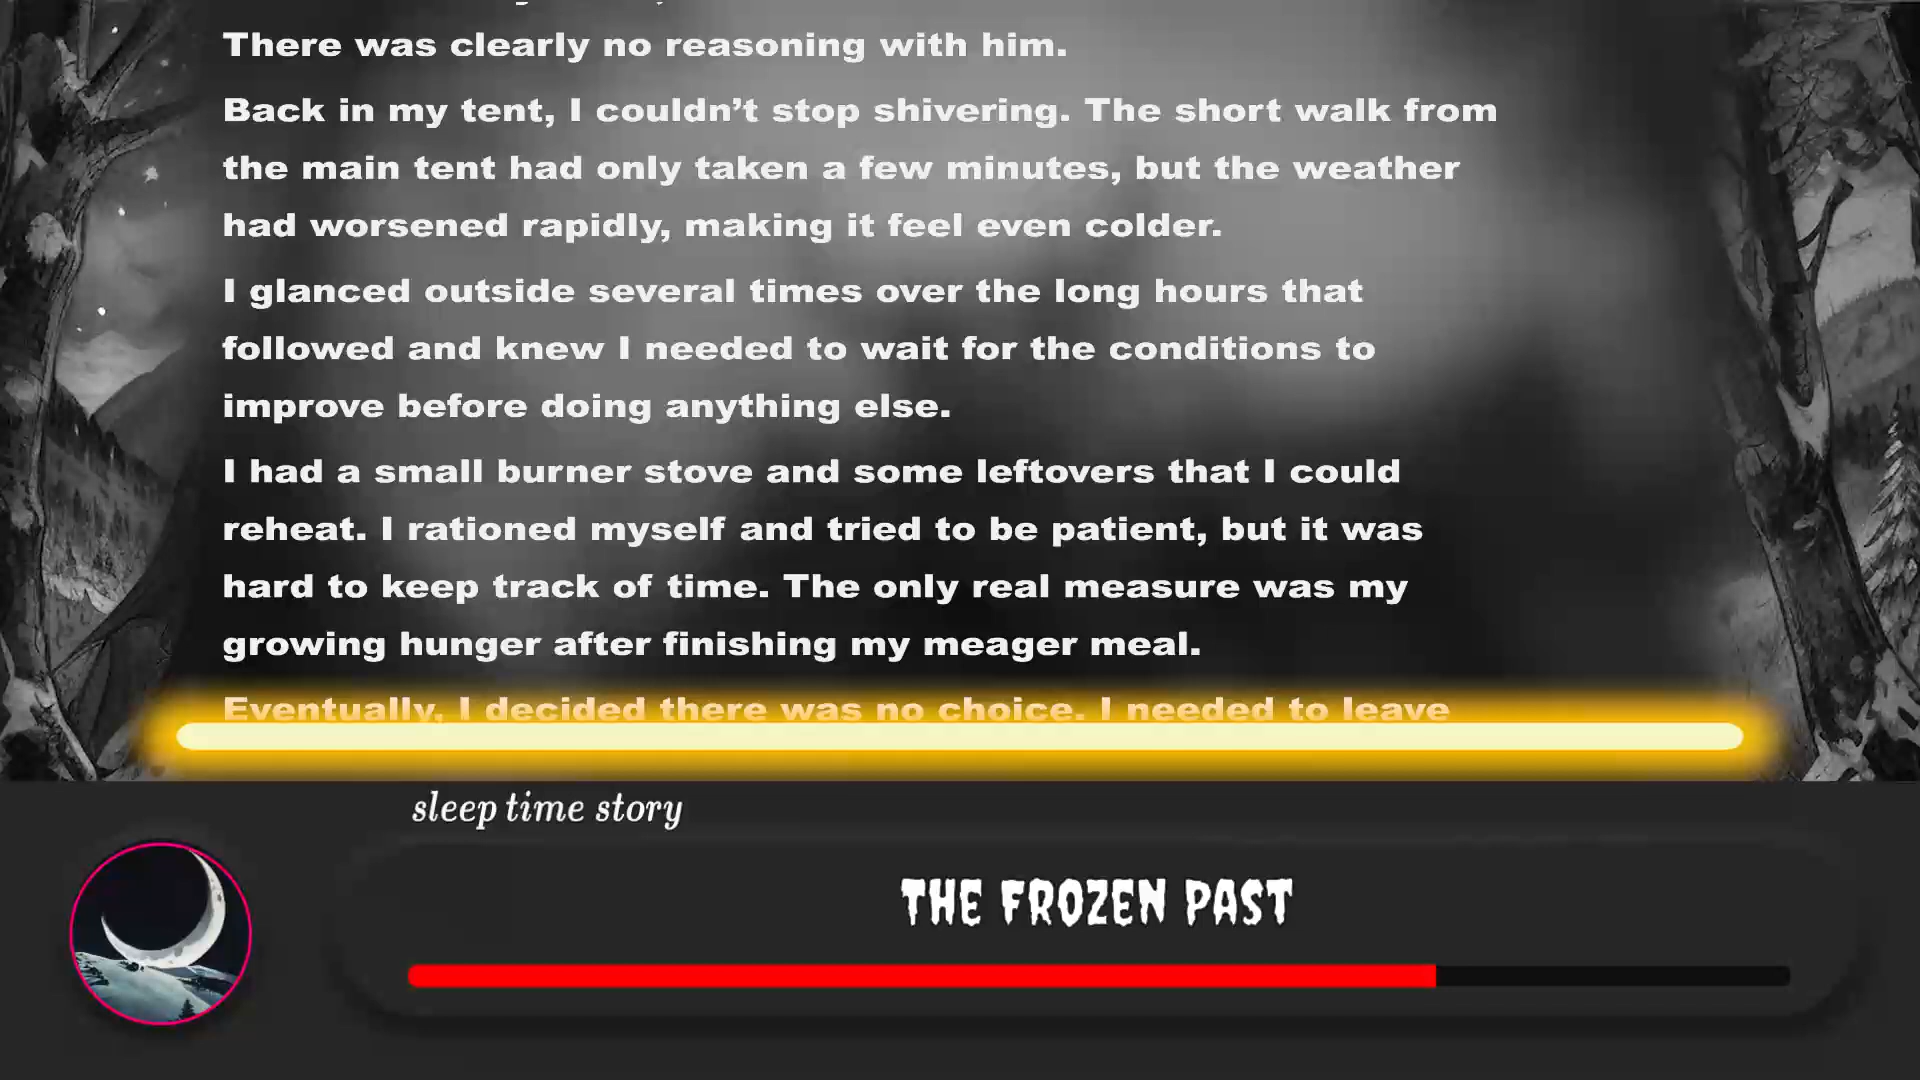 There was clearly no reasoning with him.
Back in my tent, I couldn’t stop shivering. The short walk from
the main tent had only taken a few minutes, but the weather
had worsened rapidly, making it feel even colder.
I glanced outside several times over the long hours that
followed and knew I needed to wait for the conditions to
improve before doing anything else.
I had a small burner stove and some leftovers that I could
reheat. I rationed myself and tried to be patient, but it was
hard to keep track of time. The only real measure was my
growing hunger after finishing my meager meal.
Eventually, I decided there was no choice. I needed to leave
sleep time story
THE FROZEN PAST